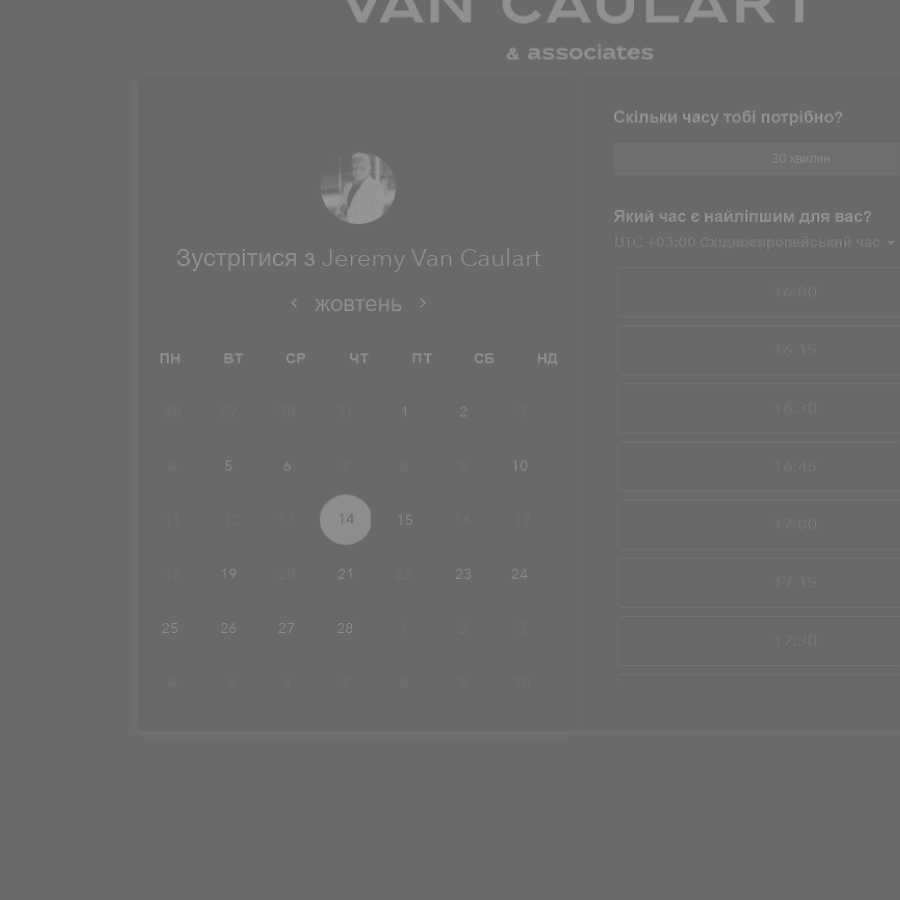 VAN CAULART
& associates
Зустрітися з Jeremy Van Caulart
жовтень
ПН ВТ СР ЧТ ПТ СБ НД
28 29 30 31 1 2 3
4 5 6 7 8 9 10
11 12 13 14 15 16 17
18 19 20 21 22 23 24
25 26 27 28 1 2 3
4 5 6 7 8 9 10
Скільки часу тобі потрібно?
30 хвилин
Який час є найліпшим для вас?
UTC +03:00 Східноєвропейський час
16:00
16:15
16:30
16:45
17:00
17:15
17:30